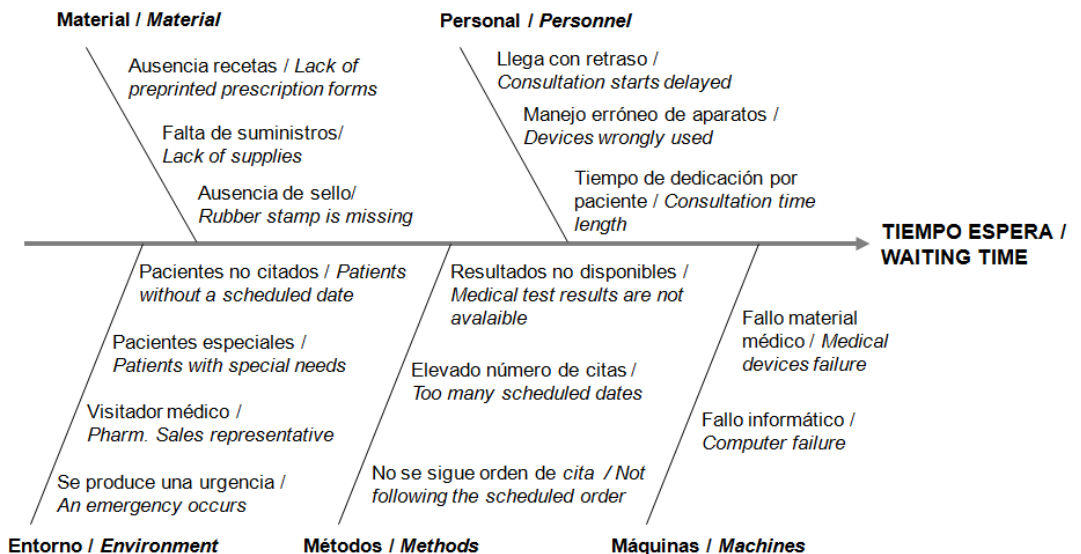 Material / Material
Ausencia recetas / Lack of
preprinted prescription forms
Falta de suministros/
Lack of supplies
Ausencia de sello/
Rubber stamp is missing
Personal / Personnel
Llega con retraso /
Consultation starts delayed
Manejo erróneo de aparatos /
Devices wrongly used
Tiempo de dedicación por
paciente / Consultation time
length
TIEMPO ESPERA /
WAITING TIME
Pacientes no citados / Patients
without a scheduled date
Pacientes especiales /
Patients with special needs
Visitador médico /
Pharm. Sales representative
Se produce una urgencia /
An emergency occurs
Entorno / Environment
Resultados no disponibles /
Medical test results are not
avalaible
Elevado número de citas /
Too many scheduled dates
No se sigue orden de cita / Not
following the scheduled order
Métodos / Methods
Fallo material
médico / Medical
devices failure
Fallo informático /
Computer failure
Máquinas / Machines